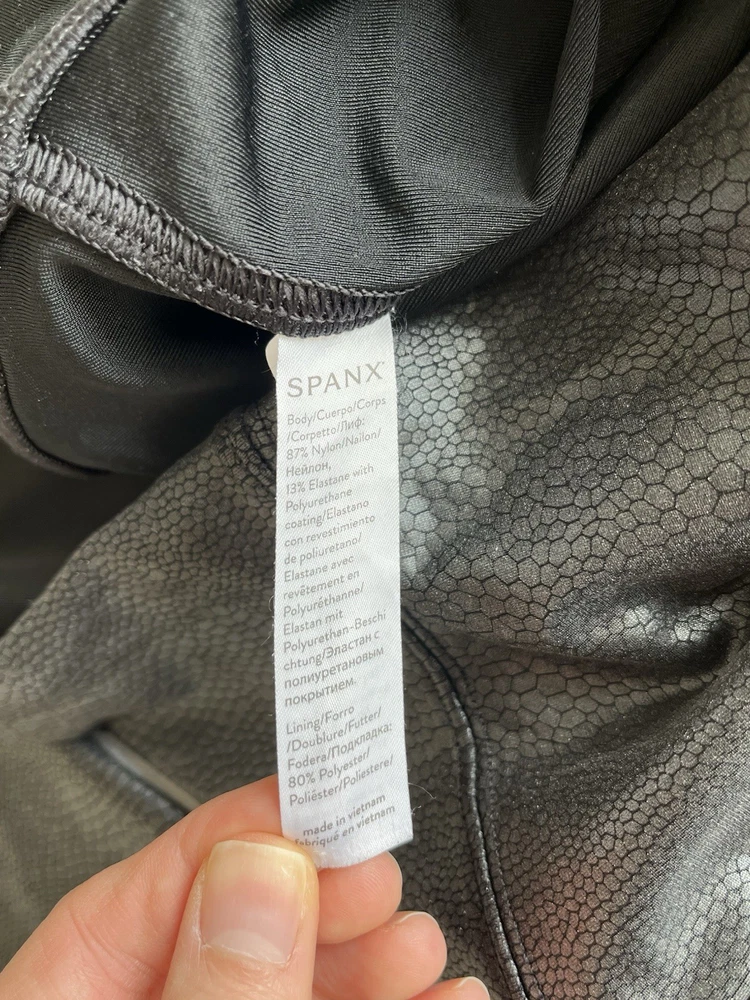 SPANX™
Body/Cuerpo/Corps
/Corpetto/Лиф:
87% Nylon/Nailon/
Нейлон,
13% Elastane with
Polyurethane
coating/Elastano
con revestimiento
de poliuretano/
Elastane avec
revêtement en
Polyuréthanne/
Elastan mit
Polyurethan-Beschi
chtung/Эластан с
полиуретановым
покрытием.
Lining/Forro
/Doublure/Futter/
Fodera/Подкладка:
80% Polyester/
Poliéster/Poliestere/
made in vietnam
fabriqué en vietnam